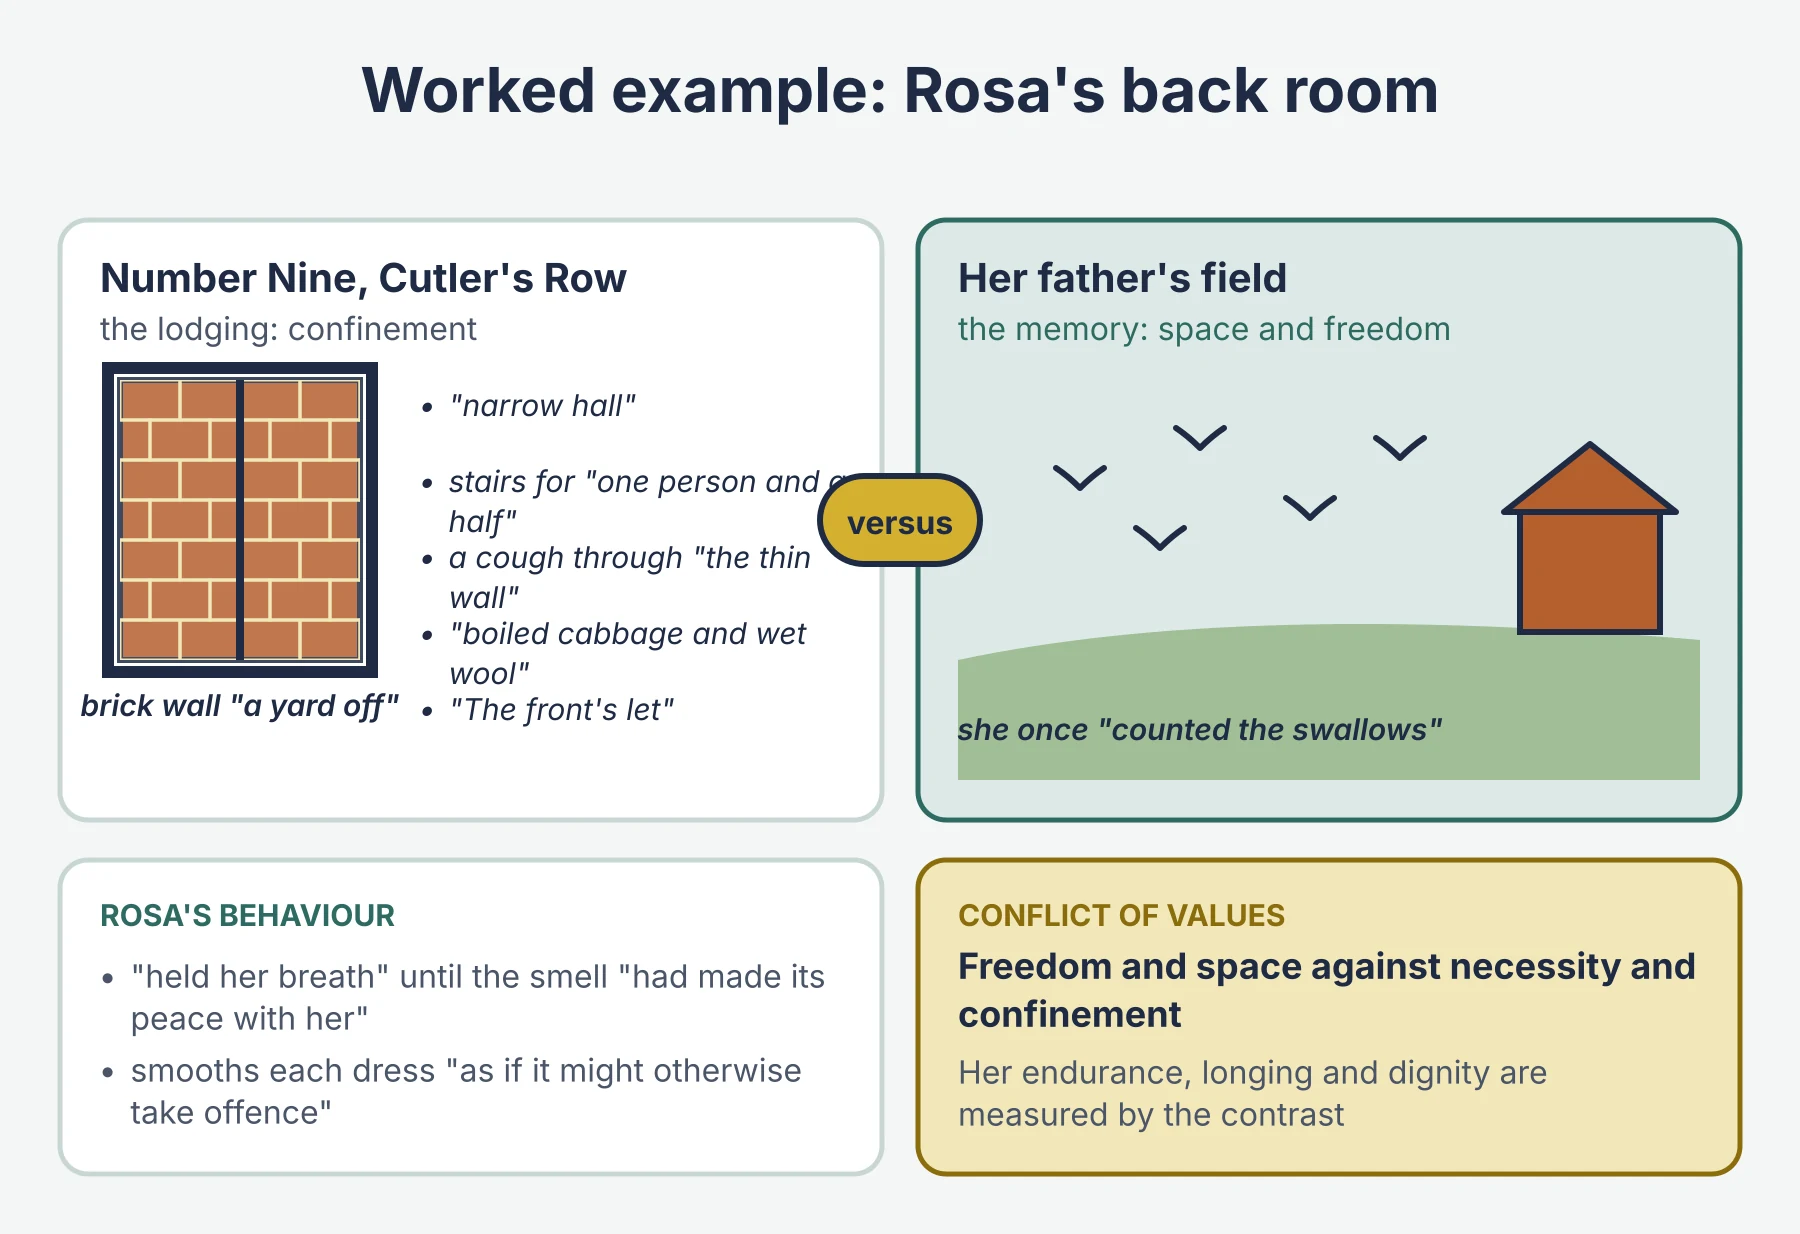 Worked example: Rosa's back room
Number Nine, Cutler's Row
the lodging: confinement
• "narrow hall"
• stairs for "one person and a
half"
• a cough through "the thin
wall"
• "boiled cabbage and wet
wool"
• "The front's let"
brick wall "a yard off"
versus
Her father's field
the memory: space and freedom
she once "counted the swallows"
ROSA'S BEHAVIOUR
• "held her breath" until the smell "had made its
peace with her"
• smooths each dress "as if it might otherwise
take offence"
CONFLICT OF VALUES
Freedom and space against necessity and
confinement
Her endurance, longing and dignity are
measured by the contrast